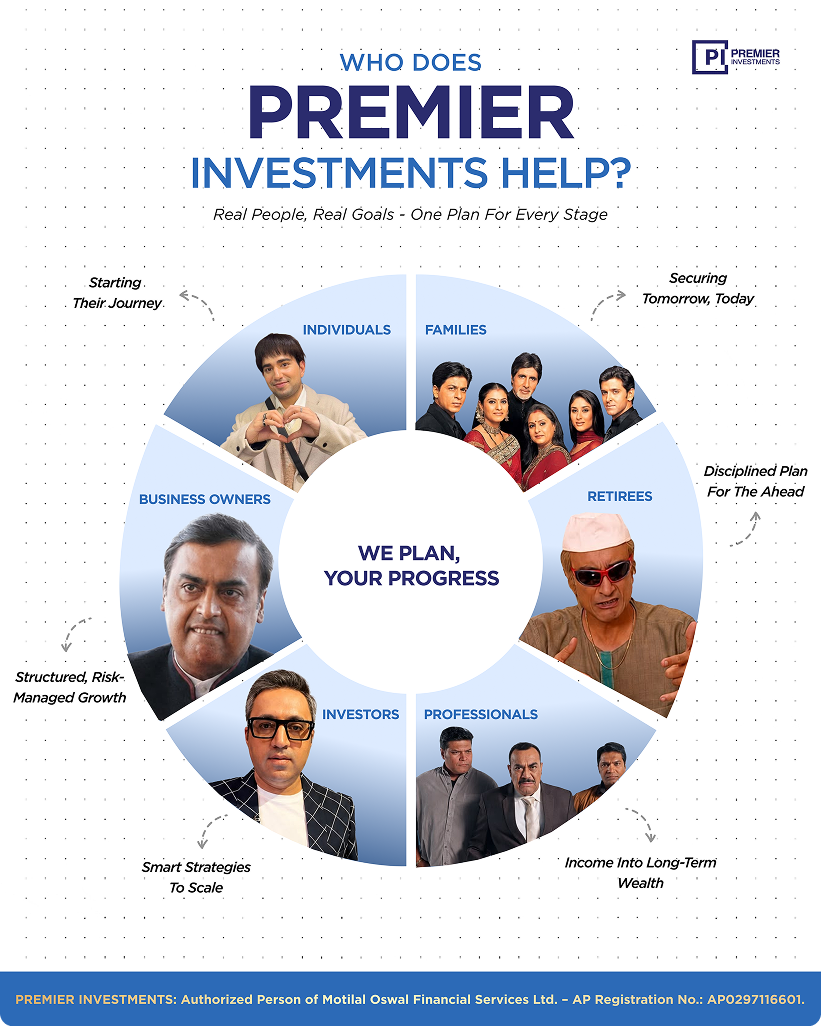 PI PREMIER
INVESTMENTS
WHO DOES
PREMIER
INVESTMENTS HELP?
Real People, Real Goals - One Plan For Every Stage
Starting
Their Journey
Securing
Tomorrow, Today
INDIVIDUALS
FAMILIES
Disciplined Plan
For The Ahead
BUSINESS OWNERS
RETIREES
WE PLAN,
YOUR PROGRESS
Structured, Risk-
Managed Growth
INVESTORS
PROFESSIONALS
Smart Strategies
To Scale
Income Into Long-Term
Wealth
PREMIER INVESTMENTS: Authorized Person of Motilal Oswal Financial Services Ltd. – AP Registration No.: AP0297116601.